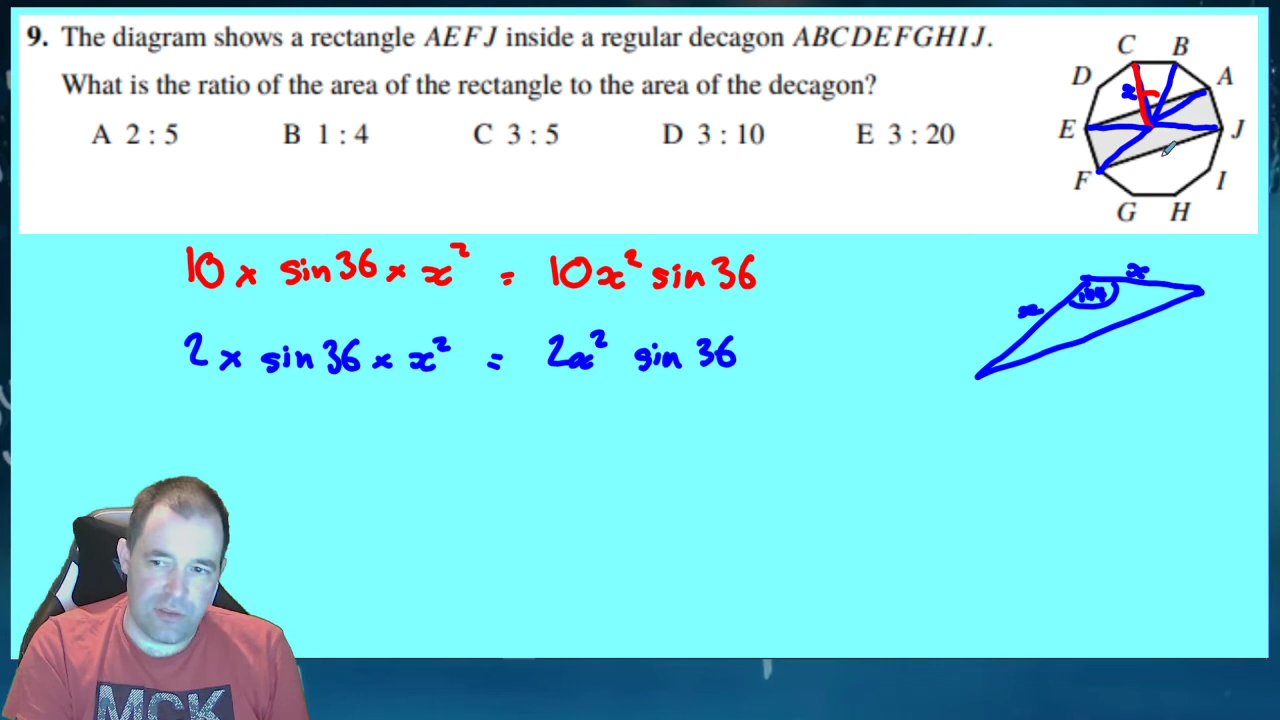 9. The diagram shows a rectangle AEFJ inside a regular decagon ABCDEFGHIJ.
What is the ratio of the area of the rectangle to the area of the decagon?
A 2 : 5 B 1 : 4 C 3 : 5 D 3 : 10 E 3 : 20
C B
D A
x
E J
F I
G H
10 × sin 36 × x² = 10x² sin 36
2 × sin 36 × x² = 2x² sin 36
x
x 144
MCK